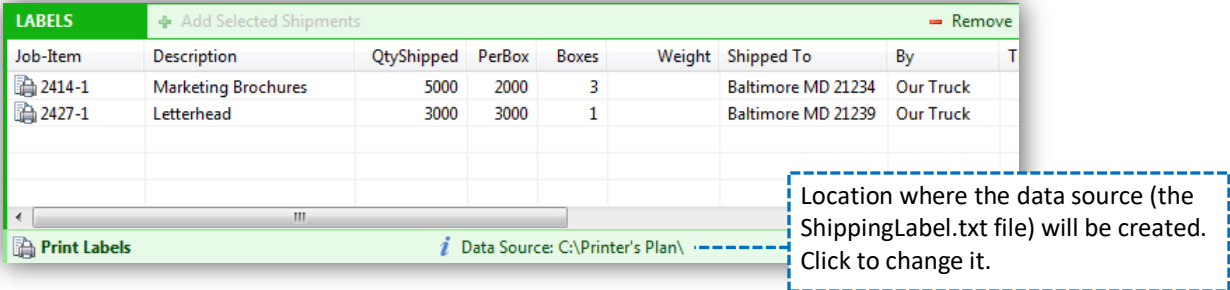 LABELS Add Selected Shipments Remove
Job-Item Description QtyShipped PerBox Boxes Weight Shipped To By T
2414-1 Marketing Brochures 5000 2000 3 Baltimore MD 21234 Our Truck
2427-1 Letterhead 3000 3000 1 Baltimore MD 21239 Our Truck
Print Labels i Data Source: C:\Printer's Plan\
Location where the data source (the
ShippingLabel.txt file) will be created.
Click to change it.